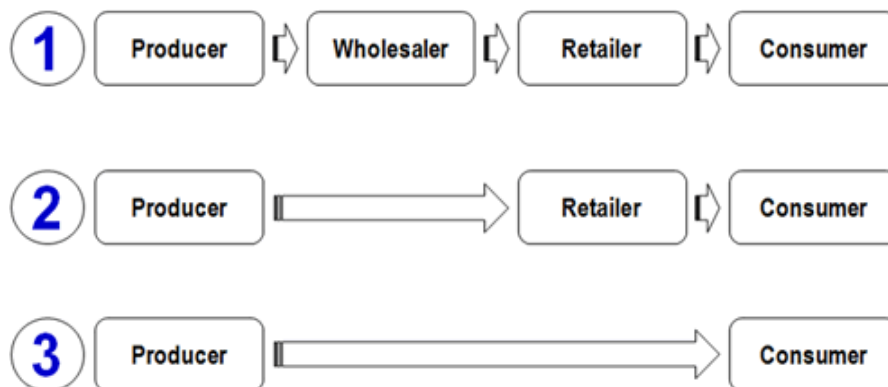 1 Producer Wholesaler Retailer Consumer
2 Producer Retailer Consumer
3 Producer Consumer